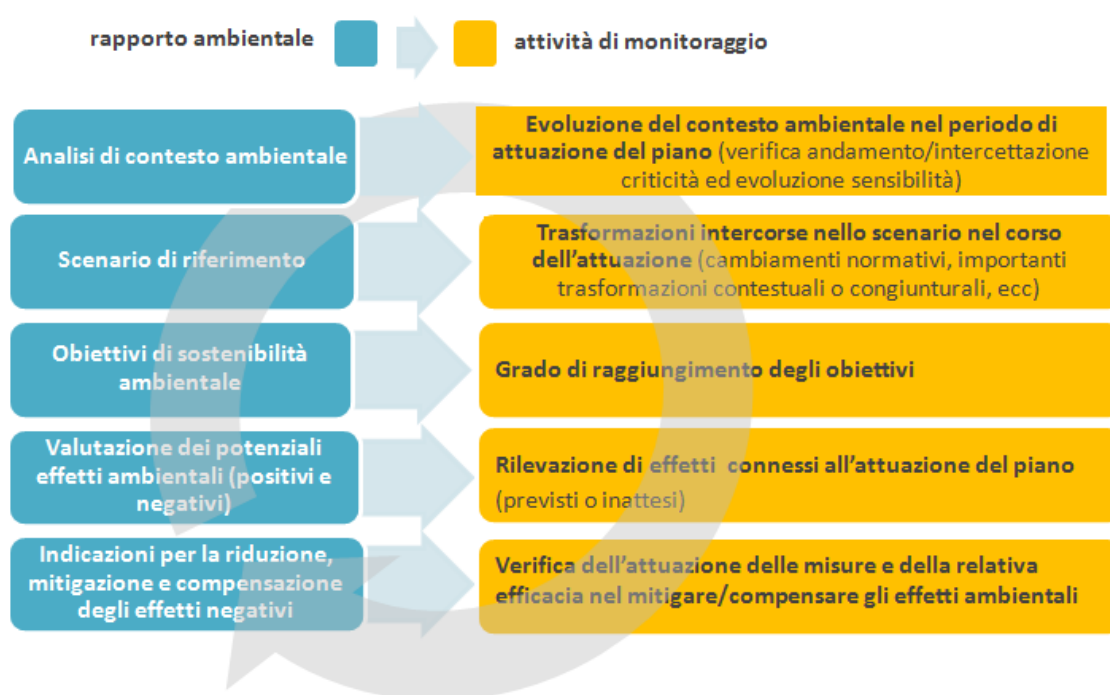 rapporto ambientale
attività di monitoraggio
Analisi di contesto ambientale
Evoluzione del contesto ambientale nel periodo di
attuazione del piano (verifica andamento/intercettazione
criticità ed evoluzione sensibilità)
Scenario di riferimento
Trasformazioni intercorse nello scenario nel corso
dell'attuazione (cambiamenti normativi, importanti
trasformazioni contestuali o congiunturali, ecc)
Obiettivi di sostenibilità
ambientale
Grado di raggiungimento degli obiettivi
Valutazione dei potenziali
effetti ambientali (positivi e
negativi)
Rilevazione di effetti connessi all'attuazione del piano
(previsti o inattesi)
Indicazioni per la riduzione,
mitigazione e compensazione
degli effetti negativi
Verifica dell'attuazione delle misure e della relativa
efficacia nel mitigare/compensare gli effetti ambientali